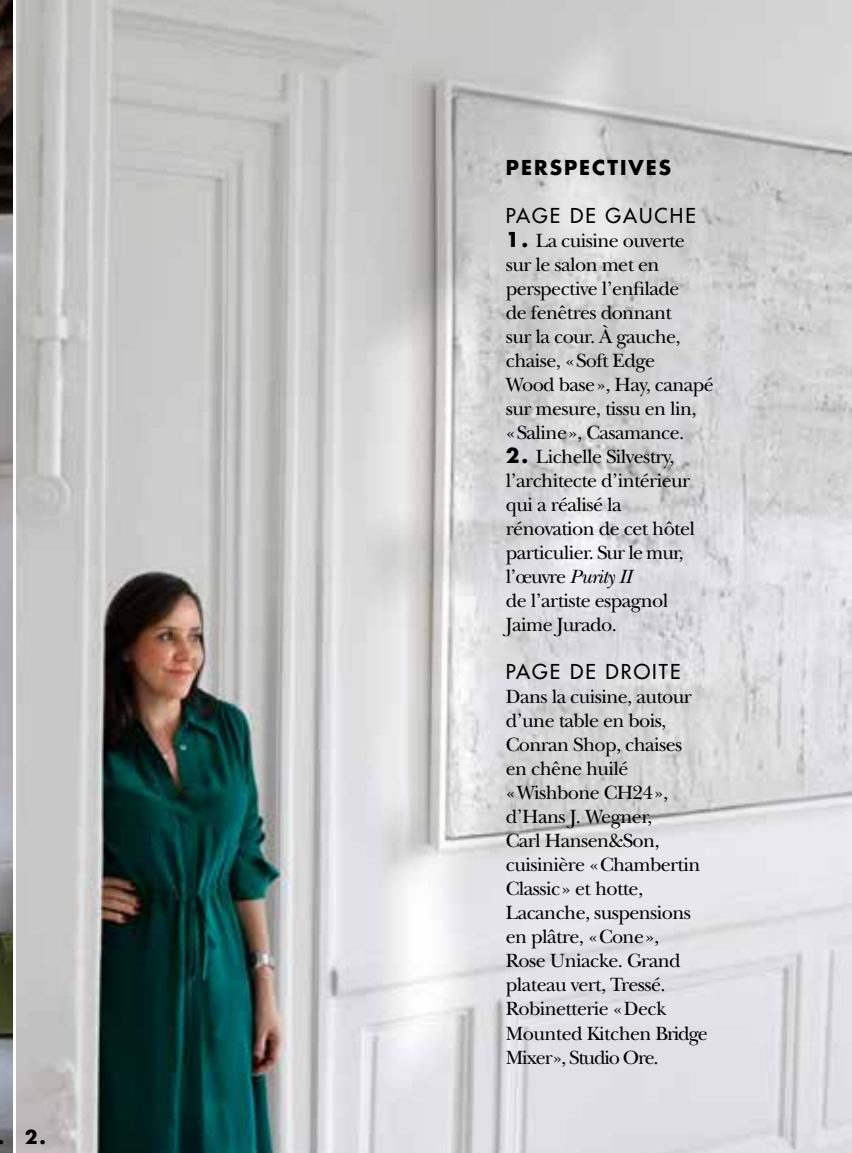 PERSPECTIVES
PAGE DE GAUCHE
1. La cuisine ouverte
sur le salon met en
perspective l’enfilade
de fenêtres donnant
sur la cour. À gauche,
chaise, «Soft Edge
Wood base», Hay, canapé
sur mesure, tissu en lin,
«Saline», Casamance.
2. Lichelle Silvestry,
l’architecte d’intérieur
qui a réalisé la
rénovation de cet hôtel
particulier. Sur le mur,
l’œuvre Purity II
de l’artiste espagnol
Jaime Jurado.
PAGE DE DROITE
Dans la cuisine, autour
d’une table en bois,
Conran Shop, chaises
en chêne huilé
«Wishbone CH24»,
d’Hans J. Wegner,
Carl Hansen&Son,
cuisinière «Chambertin
Classic» et hotte,
Lacanche, suspensions
en plâtre, «Cone»,
Rose Uniacke. Grand
plateau vert, Tressé.
Robinetterie «Deck
Mounted Kitchen Bridge
Mixer», Studio Ore.
2.